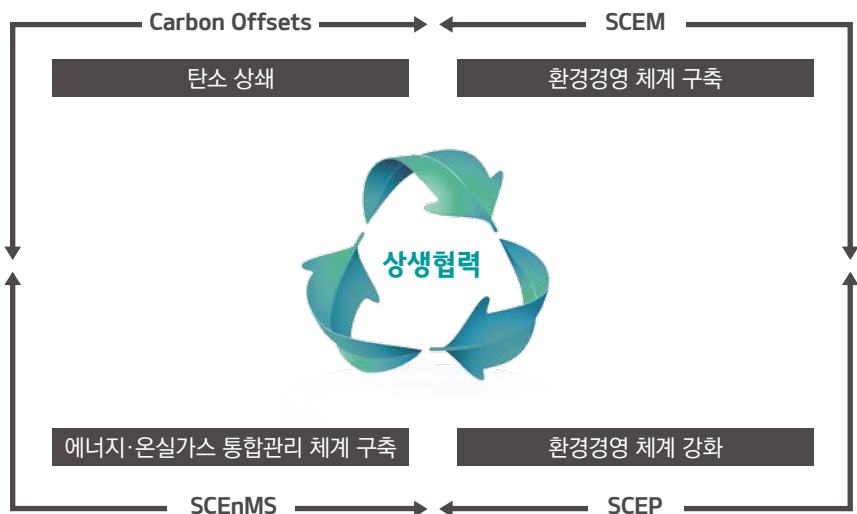 Carbon Offsets
SCEM
탄소 상쇄
환경경영 체계 구축
상생협력
에너지·온실가스 통합관리 체계 구축
환경경영 체계 강화
SCEnMS
SCEP